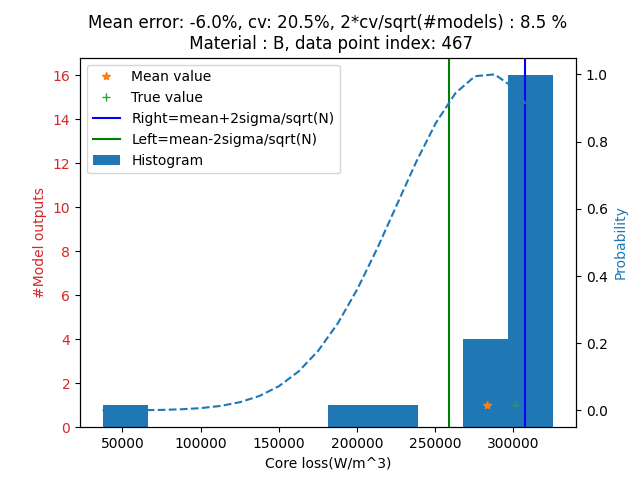 Mean error: -6.0%, cv: 20.5%, 2*cv/sqrt(#models) : 8.5 %
Material : B, data point index: 467
Mean value
True value
Right=mean+2sigma/sqrt(N)
Left=mean-2sigma/sqrt(N)
Histogram
#Model outputs
16
14
12
10
8
6
4
2
0
1.0
0.8
0.6
0.4
0.2
0.0
Probability
50000 100000 150000 200000 250000 300000
Core loss(W/m^3)